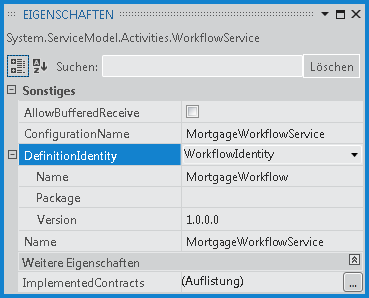 EIGENSCHAFTEN
System.ServiceModel.Activities.WorkflowService
Suchen: Löschen
Sonstiges
AllowBufferedReceive
ConfigurationName MortgageWorkflowService
DefinitionIdentity WorkflowIdentity
Name MortgageWorkflow
Package
Version 1.0.0.0
Name MortgageWorkflowService
Weitere Eigenschaften
ImplementedContracts (Auflistung) ...